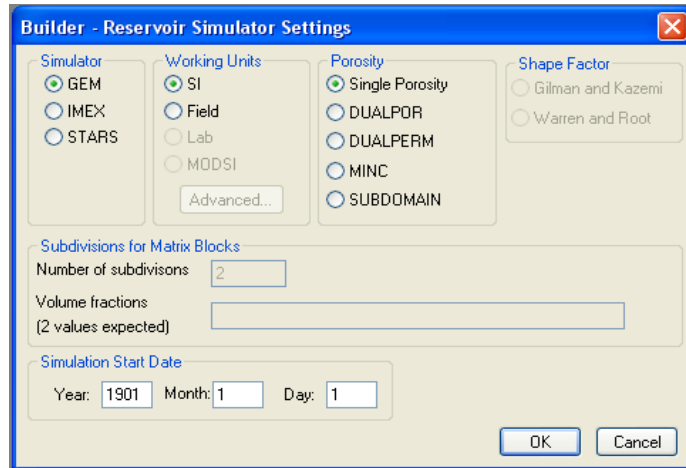 Builder - Reservoir Simulator Settings
Simulator
GEM
IMEX
STARS
Working Units
SI
Field
Lab
MODSI
Advanced...
Porosity
Single Porosity
DUALPOR
DUALPERM
MINC
SUBDOMAIN
Shape Factor
Gilman and Kazemi
Warren and Root
Subdivisions for Matrix Blocks
Number of subdivisons 2
Volume fractions
(2 values expected)
Simulation Start Date
Year: 1901 Month: 1 Day: 1
OK Cancel